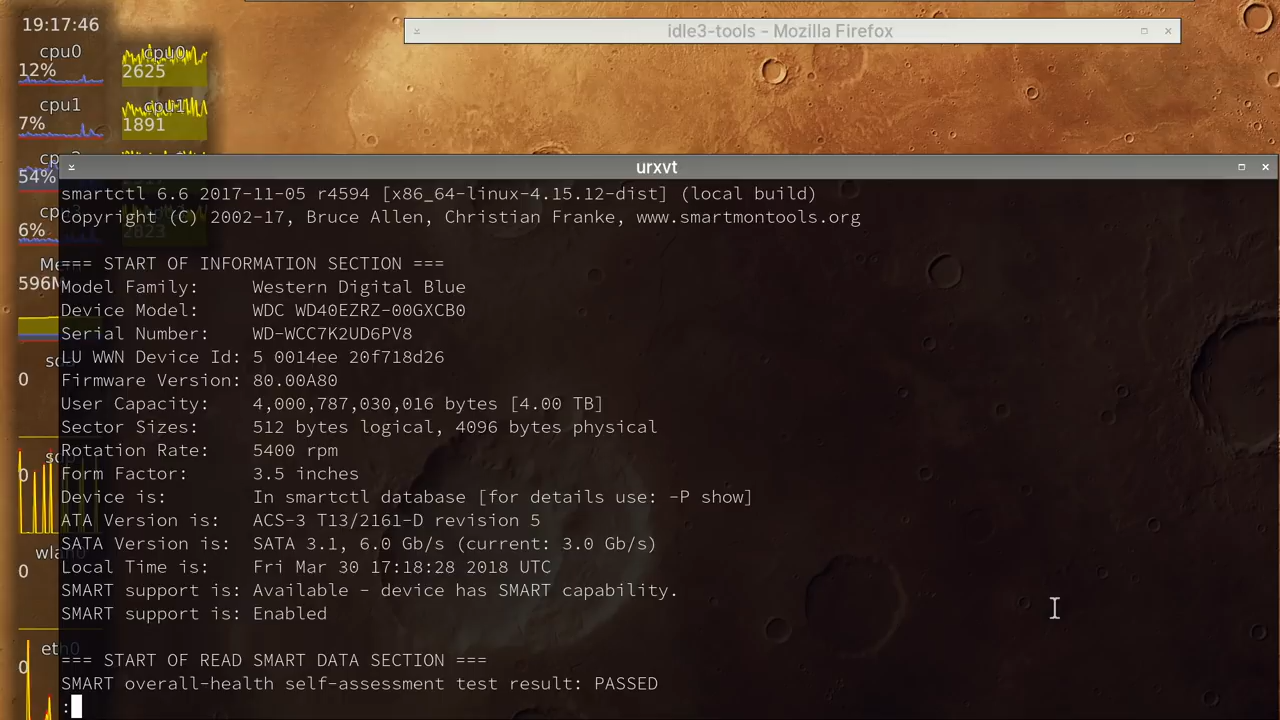 19:17:46
idle3-tools - Mozilla Firefox
cpu0
cpu0
12%
2625
cpu1
cpu1
7%
1891
cp
54%
6%
2823
596M
0
0
wlan0
0
eth0
0
urxvt
smartctl 6.6 2017-11-05 r4594 [x86_64-linux-4.15.12-dist] (local build)
Copyright (C) 2002-17, Bruce Allen, Christian Franke, www.smartmontools.org
=== START OF INFORMATION SECTION ===
Model Family:     Western Digital Blue
Device Model:     WDC WD40EZRZ-00GXCB0
Serial Number:    WD-WCC7K2UD6PV8
LU WWN Device Id: 5 0014ee 20f718d26
Firmware Version: 80.00A80
User Capacity:    4,000,787,030,016 bytes [4.00 TB]
Sector Sizes:     512 bytes logical, 4096 bytes physical
Rotation Rate:    5400 rpm
Form Factor:      3.5 inches
Device is:        In smartctl database [for details use: -P show]
ATA Version is:   ACS-3 T13/2161-D revision 5
SATA Version is:  SATA 3.1, 6.0 Gb/s (current: 3.0 Gb/s)
Local Time is:    Fri Mar 30 17:18:28 2018 UTC
SMART support is: Available - device has SMART capability.
SMART support is: Enabled
=== START OF READ SMART DATA SECTION ===
SMART overall-health self-assessment test result: PASSED
: